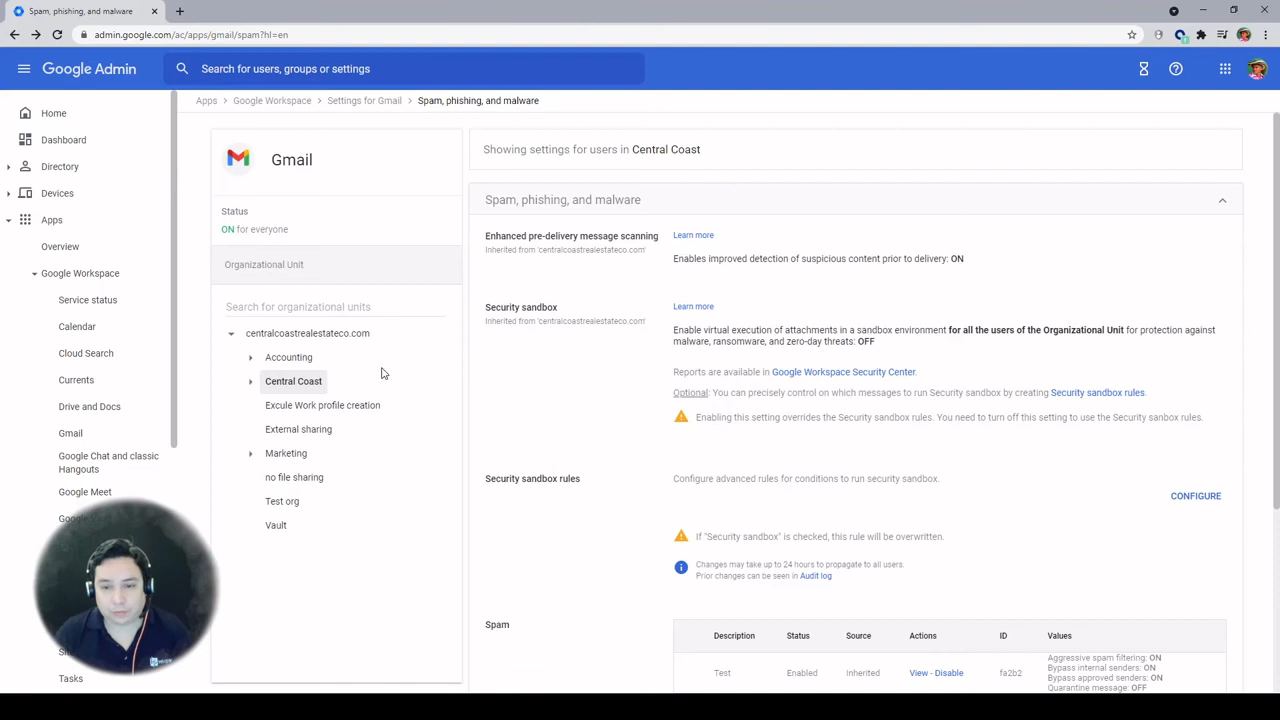 Spam, phishing, and malware
admin.google.com/ac/apps/gmail/spam?hl=en
Google Admin
Search for users, groups or settings
Home
Dashboard
Directory
Devices
Apps
Overview
Google Workspace
Service status
Calendar
Cloud Search
Currents
Drive and Docs
Gmail
Google Chat and classic
Hangouts
Google Meet
Tasks
Apps > Google Workspace > Settings for Gmail > Spam, phishing, and malware
Gmail
Status
ON for everyone
Organizational Unit
Search for organizational units
centralcoastrealestateco.com
Accounting
Central Coast
Excule Work profile creation
External sharing
Marketing
no file sharing
Test org
Vault
Showing settings for users in Central Coast
Spam, phishing, and malware
Enhanced pre-delivery message scanning
Inherited from 'centralcoastrealestateco.com'
Learn more
Enables improved detection of suspicious content prior to delivery: ON
Security sandbox
Inherited from 'centralcoastrealestateco.com'
Learn more
Enable virtual execution of attachments in a sandbox environment for all the users of the Organizational Unit for protection against
malware, ransomware, and zero-day threats: OFF
Reports are available in Google Workspace Security Center.
Optional: You can precisely control on which messages to run Security sandbox by creating Security sandbox rules.
Enabling this setting overrides the Security sandbox rules. You need to turn off this setting to use the Security sanbox rules.
Security sandbox rules
Configure advanced rules for conditions to run security sandbox.
CONFIGURE
If "Security sandbox" is checked, this rule will be overwritten.
Changes may take up to 24 hours to propagate to all users.
Prior changes can be seen in Audit log
Spam
Description Status Source Actions ID Values
Test Enabled Inherited View - Disable fa2b2
Aggressive spam filtering: ON
Bypass internal senders: ON
Bypass approved senders: ON
Quarantine message: OFF